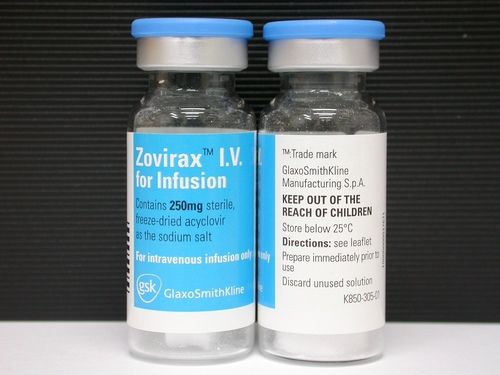 Zovirax™ I.V.
for Infusion
Contains 250mg sterile,
freeze-dried acyclovir
as the sodium salt
For intravenous infusion only
gsk GlaxoSmithKline
™:Trade mark
GlaxoSmithKline
Manufacturing S.p.A.
KEEP OUT OF THE
REACH OF CHILDREN
Store below 25°C
Directions: see leaflet
Prepare immediately prior to
use
Discard unused solution
K850-305-01
.V.
only